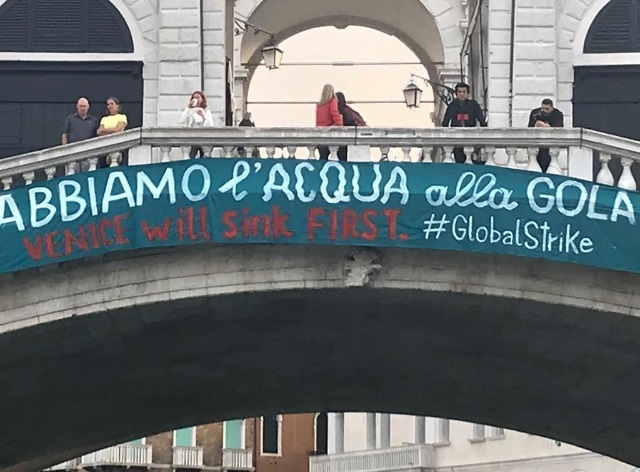 ABBIAMO l'ACQUA alla GOLA
VENICE will sink FIRST. #GlobalStrike